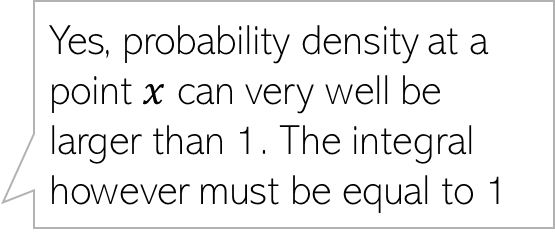 Yes, probability density at a
point x can very well be
larger than 1. The integral
however must be equal to 1